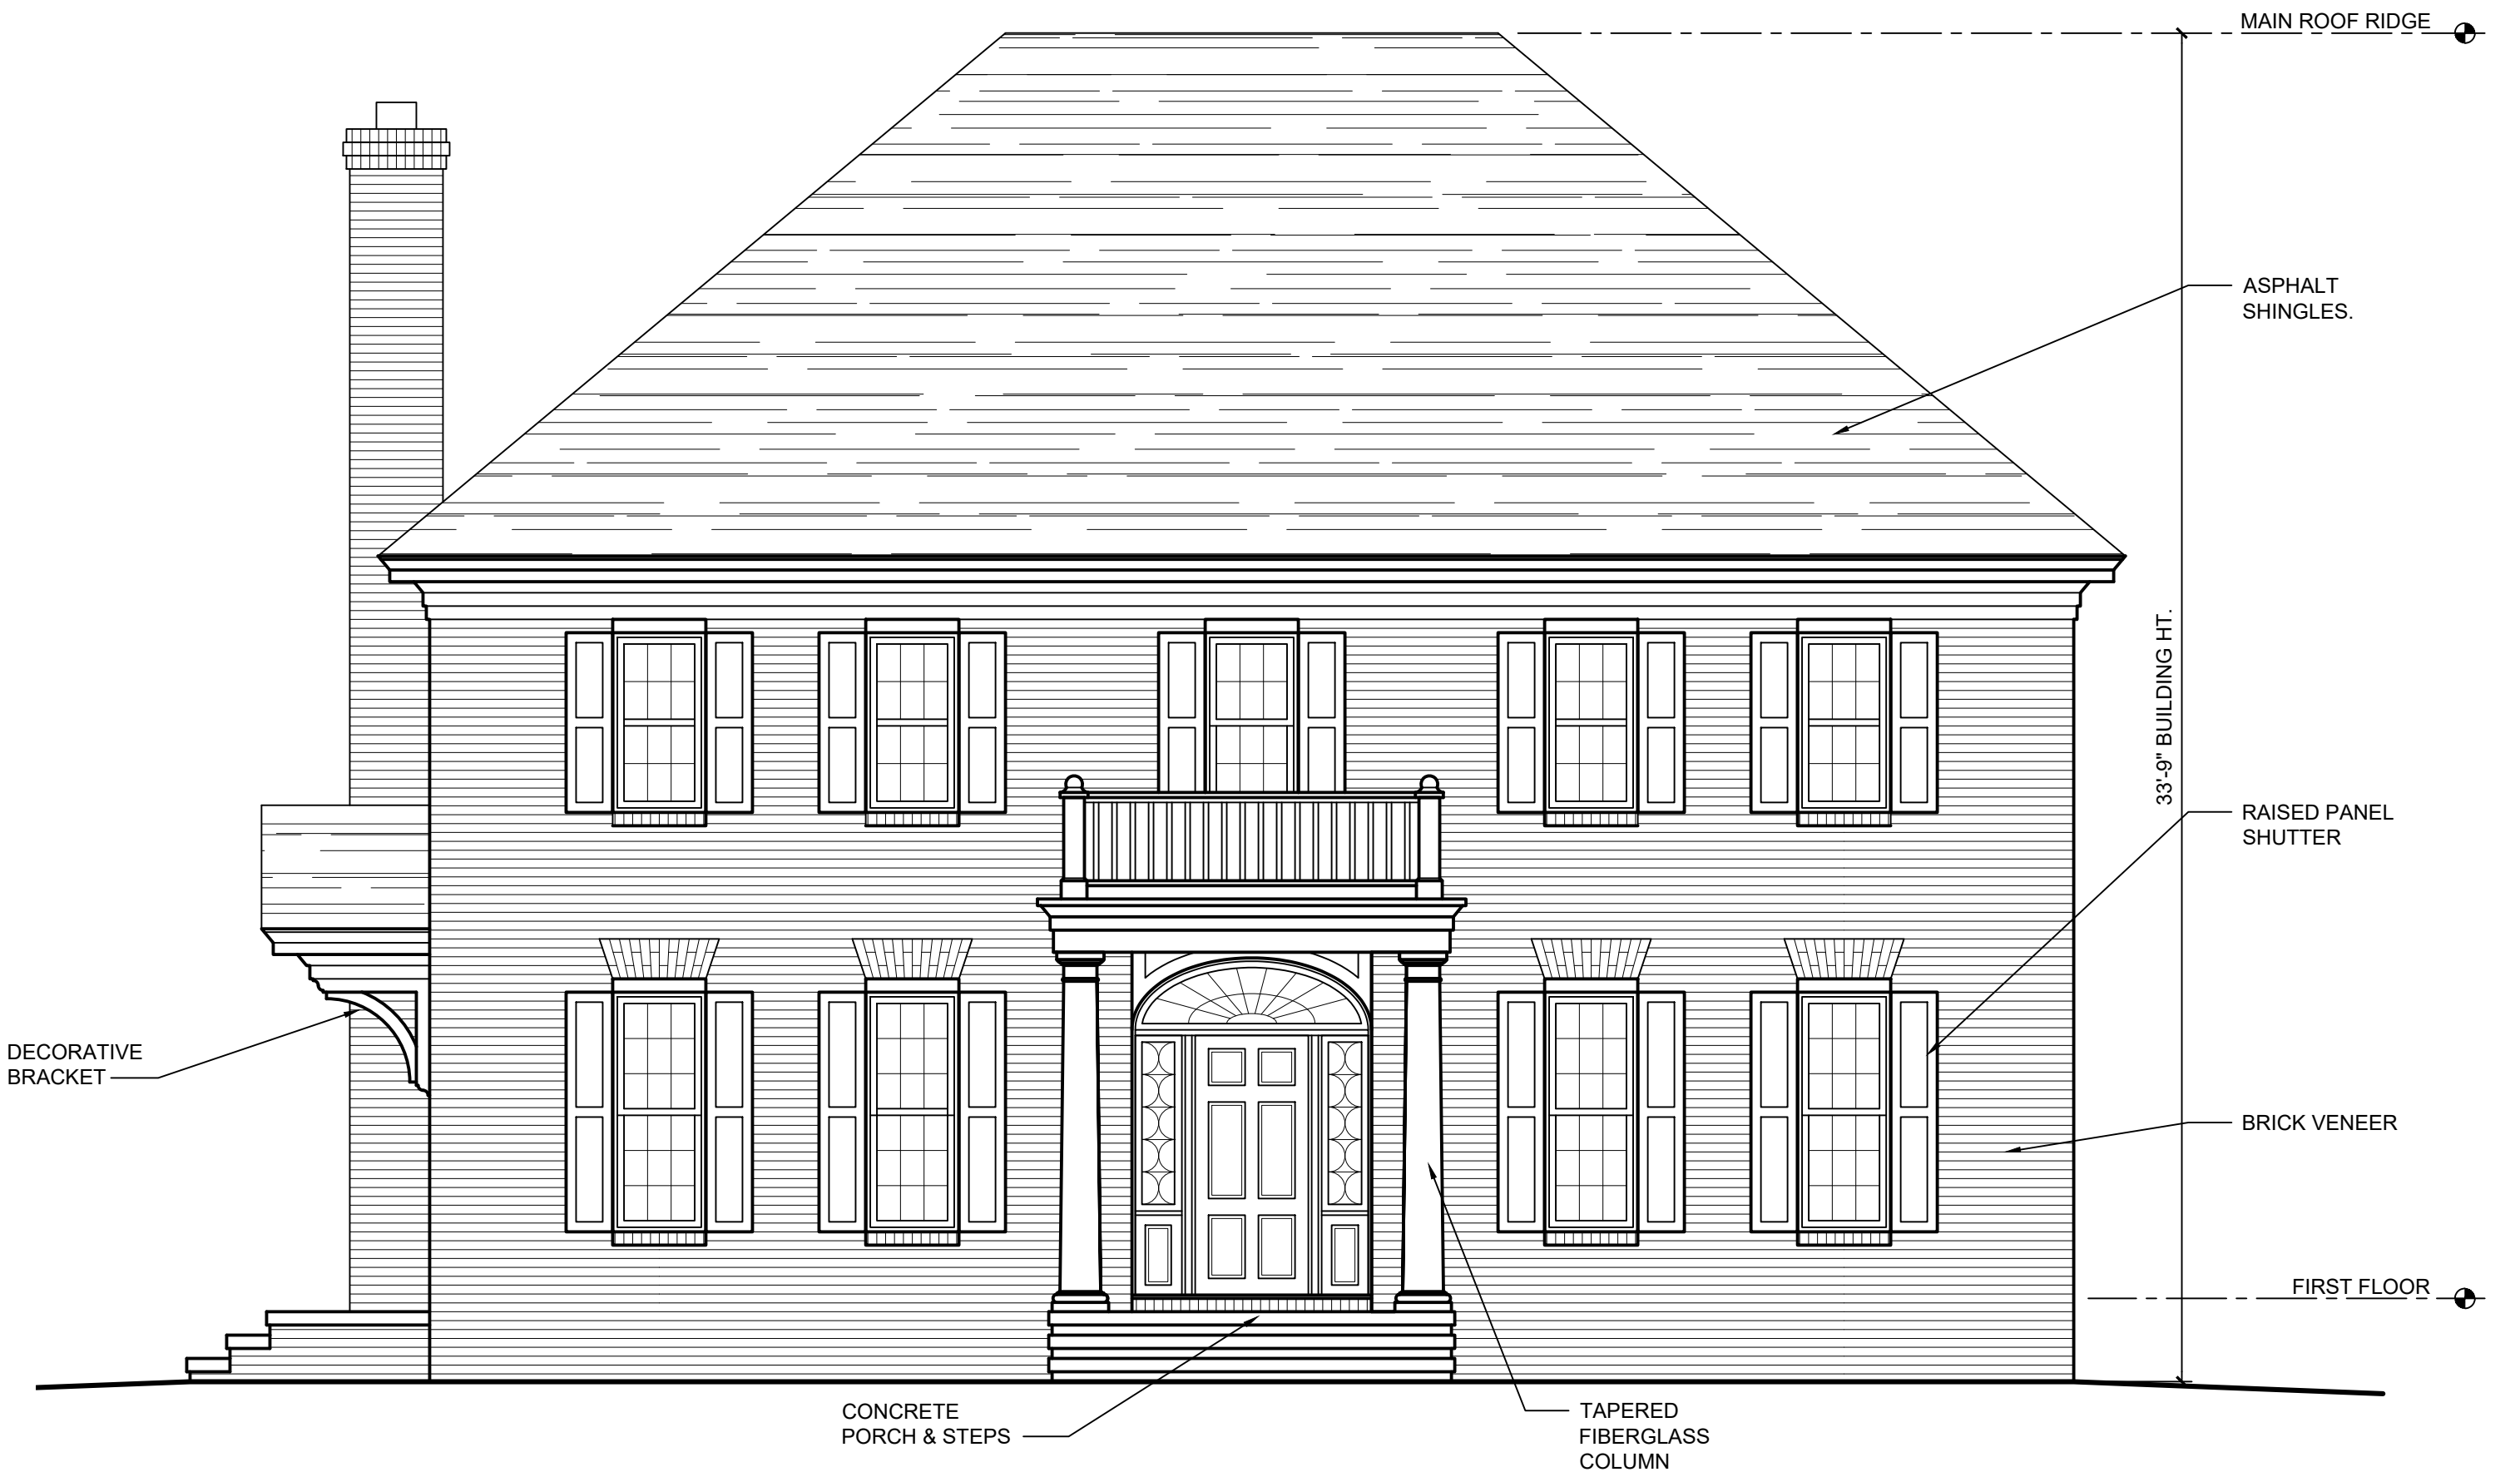 MAIN ROOF RIDGE
ASPHALT
SHINGLES.
33'-9" BUILDING HT.
RAISED PANEL
SHUTTER
DECORATIVE
BRACKET
BRICK VENEER
FIRST FLOOR
CONCRETE
PORCH & STEPS
TAPERED
FIBERGLASS
COLUMN